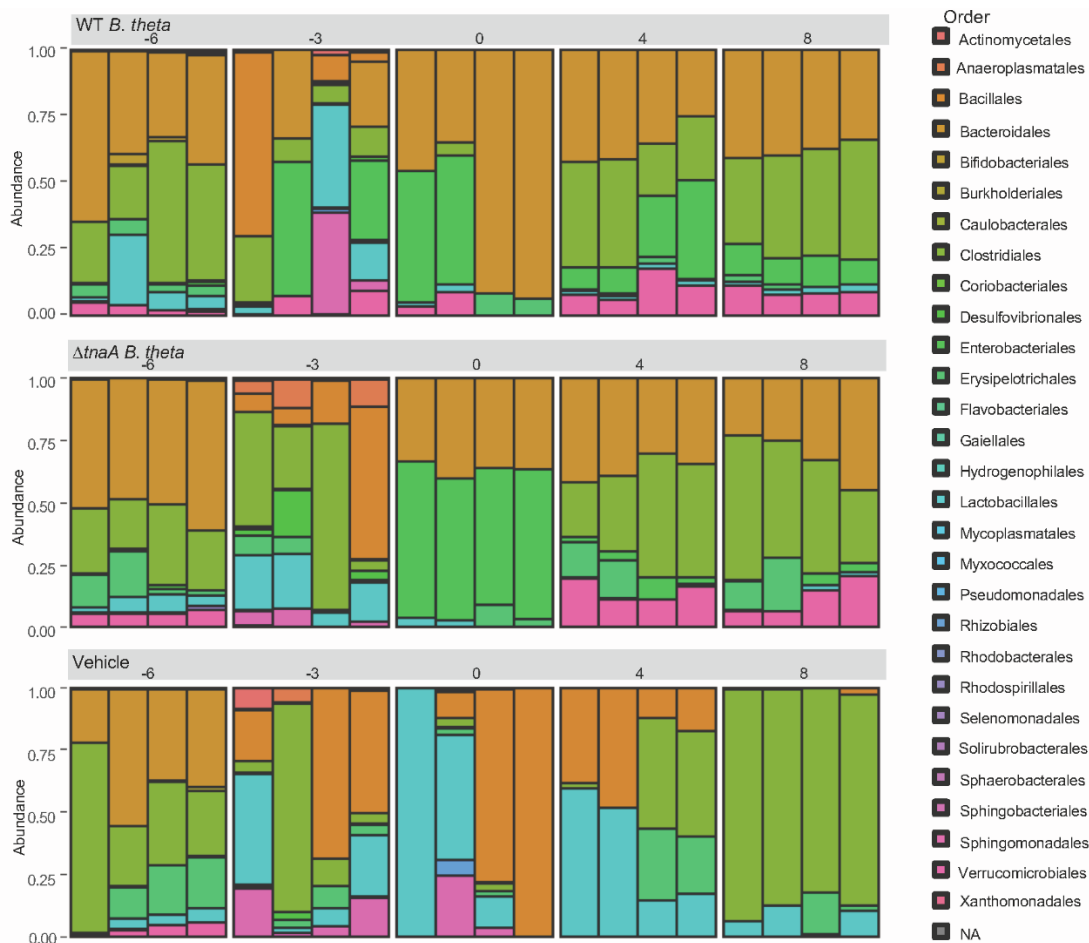 WT B. theta
-6 -3 0 4 8
1.00
0.75
0.50
0.25
0.00
Abundance
ΔtnaA B. theta
-6 -3 0 4 8
1.00
0.75
0.50
0.25
0.00
Abundance
Vehicle
-6 -3 0 4 8
1.00
0.75
0.50
0.25
0.00
Abundance
Order
Actinomycetales
Anaeroplasmatales
Bacillales
Bacteroidales
Bifidobacteriales
Burkholderiales
Caulobacterales
Clostridiales
Coriobacteriales
Desulfovibrionales
Enterobacteriales
Erysipelotrichales
Flavobacteriales
Gaiellales
Hydrogenophilales
Lactobacillales
Mycoplasmatales
Myxococcales
Pseudomonadales
Rhizobiales
Rhodobacterales
Rhodospirillales
Selenomonadales
Solirubrobacterales
Sphaerobacterales
Sphingobacteriales
Sphingomonadales
Verrucomicrobiales
Xanthomonadales
NA